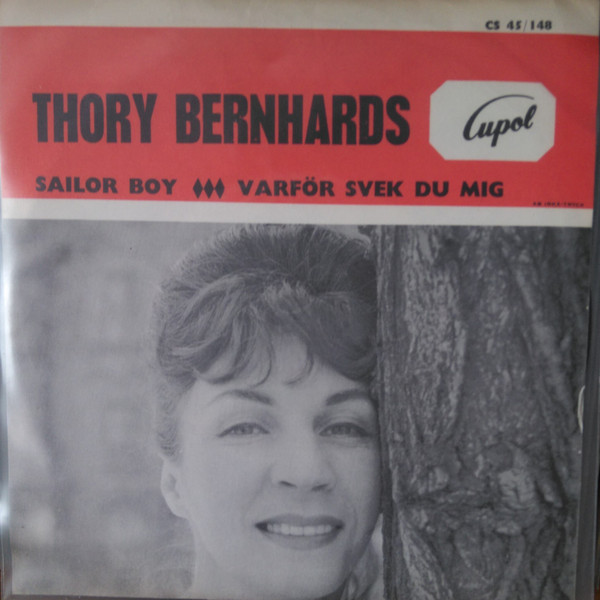 CS 45/148
THORY BERNHARDS
Cupol
SAILOR BOY ♦♦♦ VARFÖR SVEK DU MIG